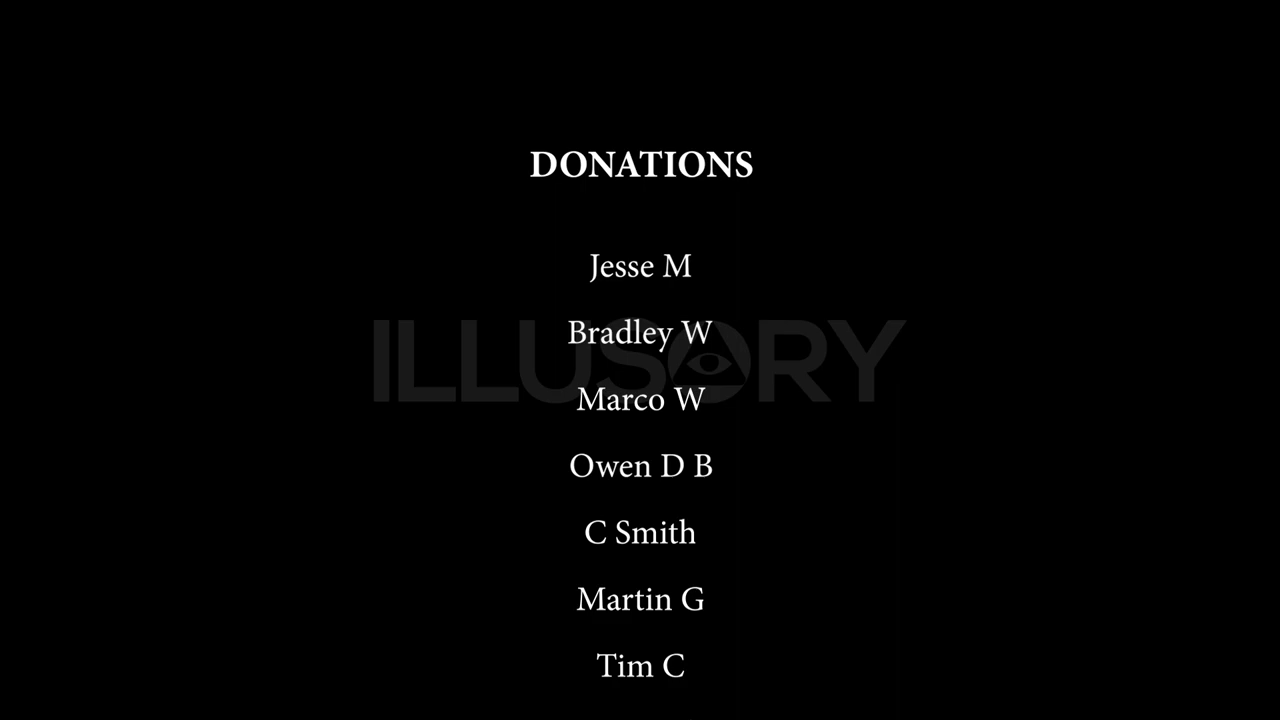 DONATIONS
Jesse M
Bradley W
ILLUSORY
Marco W
Owen D B
C Smith
Martin G
Tim C